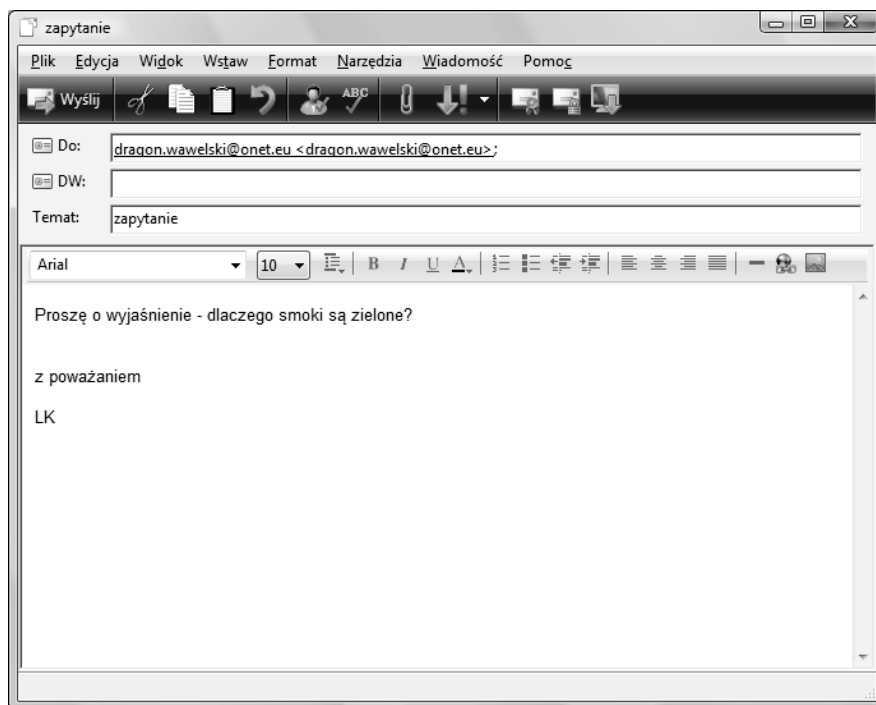 zapytanie
Plik Edycja Widok Wstaw Format Narzędzia Wiadomość Pomoc
Wyślij ABC
Do: dragon.wawelski@onet.eu <dragon.wawelski@onet.eu>;
DW:
Temat: zapytanie
Arial 10 B I U A
Proszę o wyjaśnienie - dlaczego smoki są zielone?
z poważaniem
LK